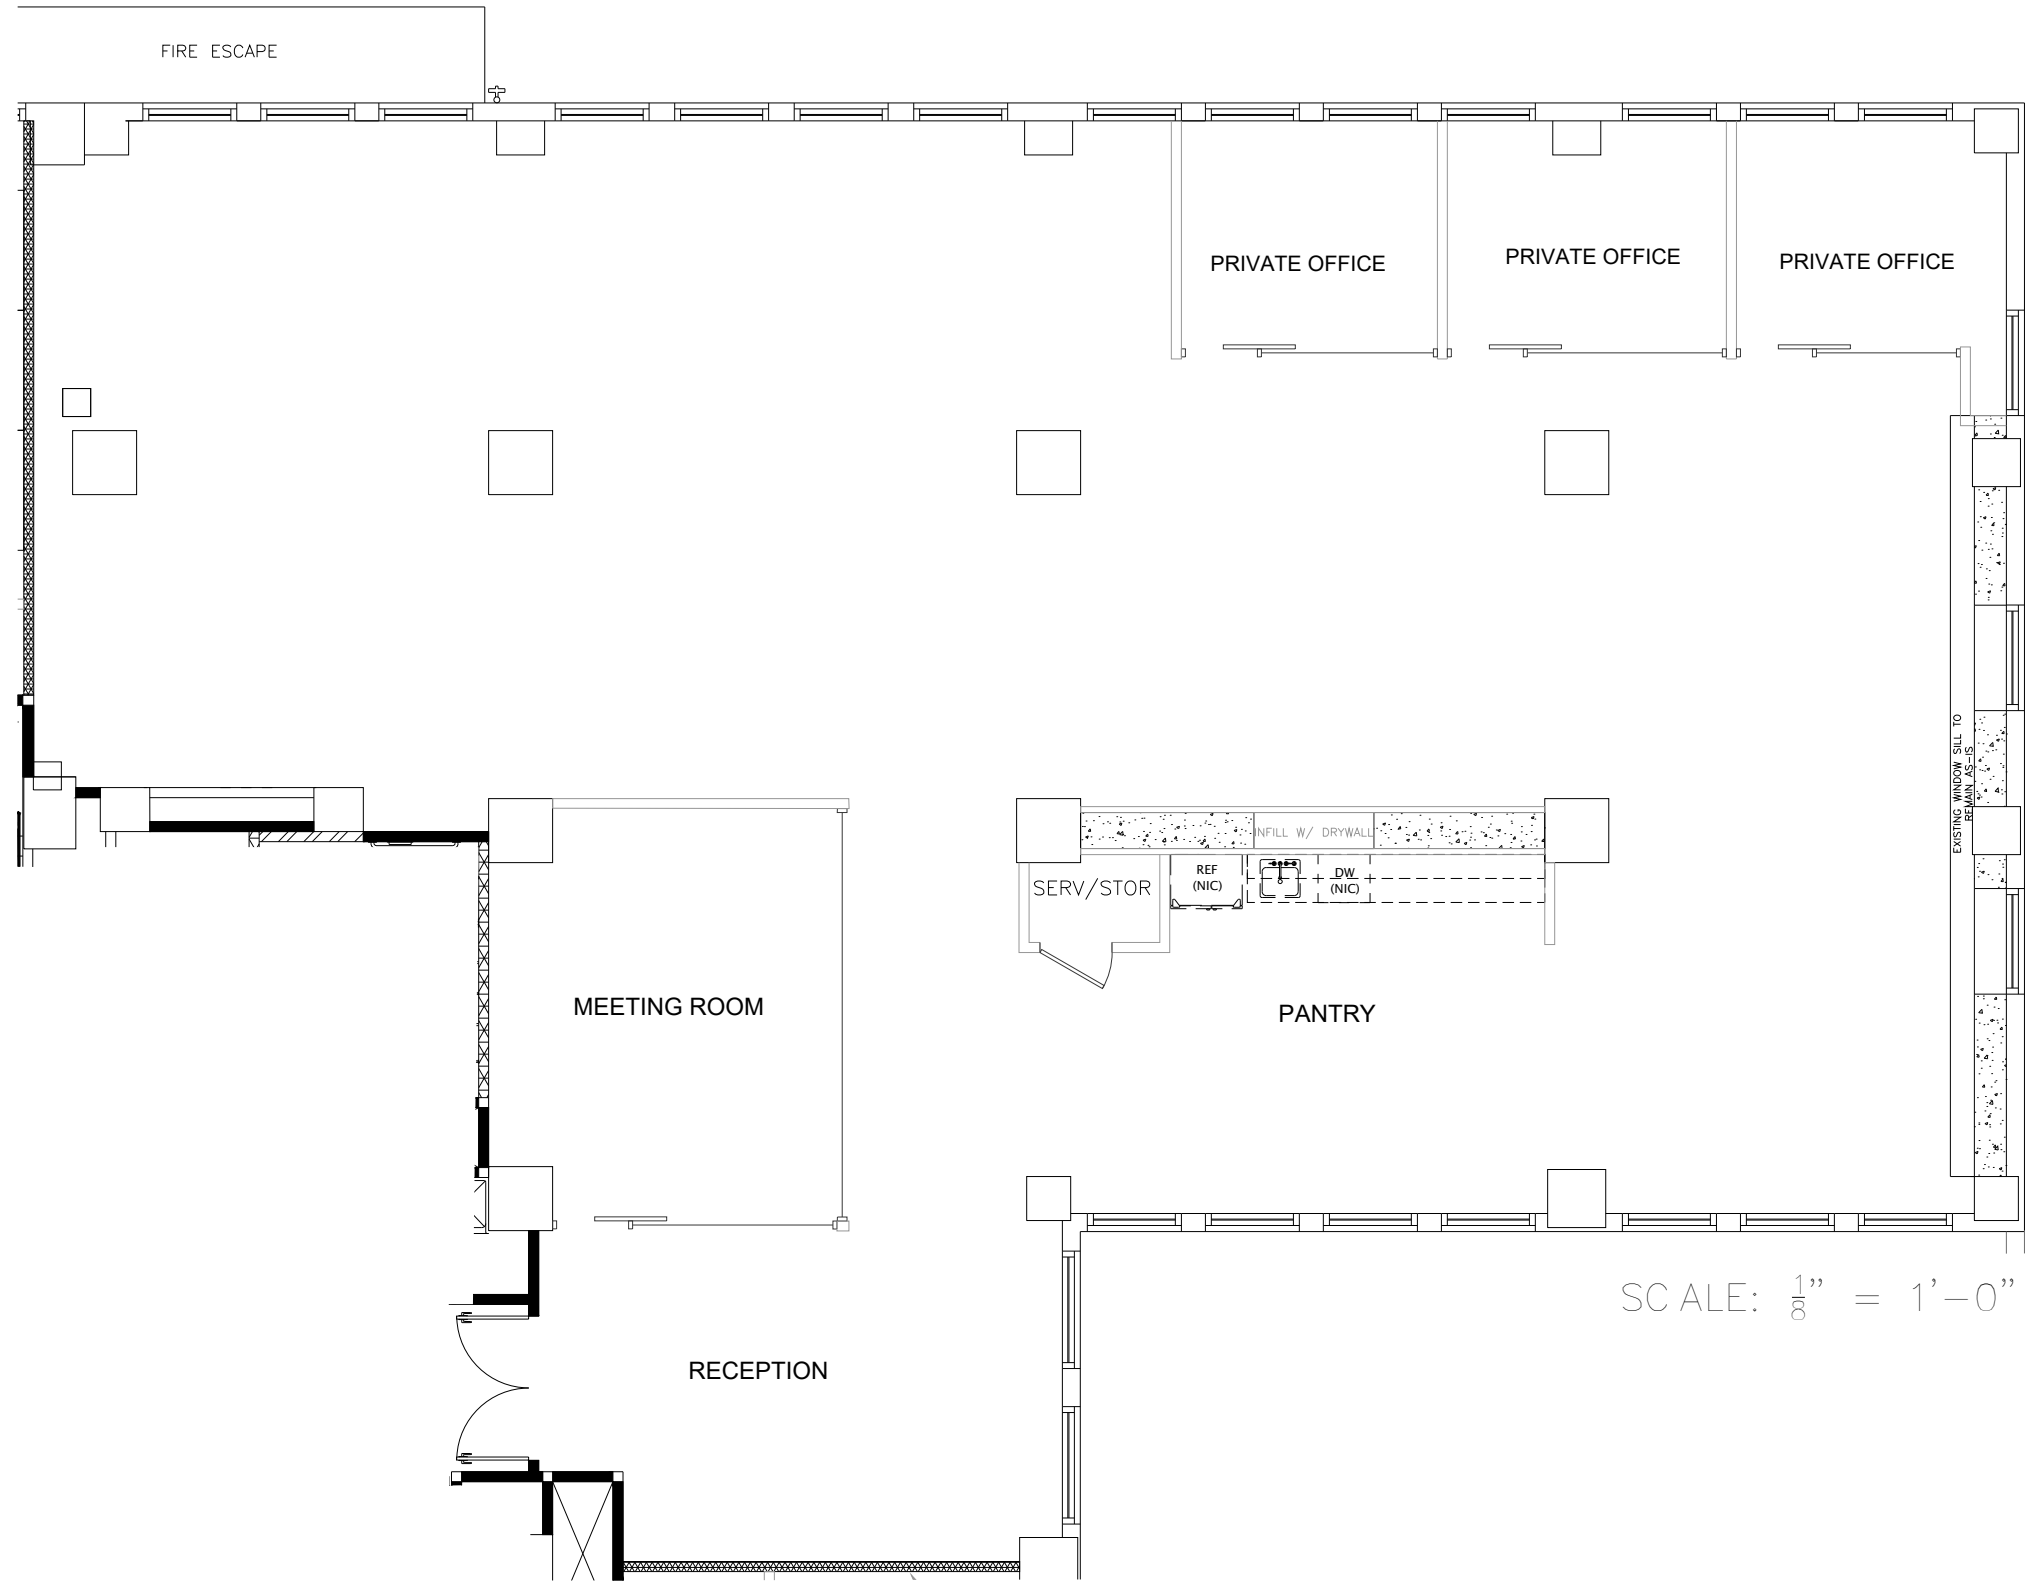 FIRE ESCAPE
PRIVATE OFFICE
PRIVATE OFFICE
PRIVATE OFFICE
EXISTING WINDOW SILL TO
REMAIN AS-IS
INFILL W/ DRYWALL
SERV/STOR
REF
(NIC)
DW
(NIC)
MEETING ROOM
PANTRY
SCALE: 1/8" = 1'-0"
RECEPTION